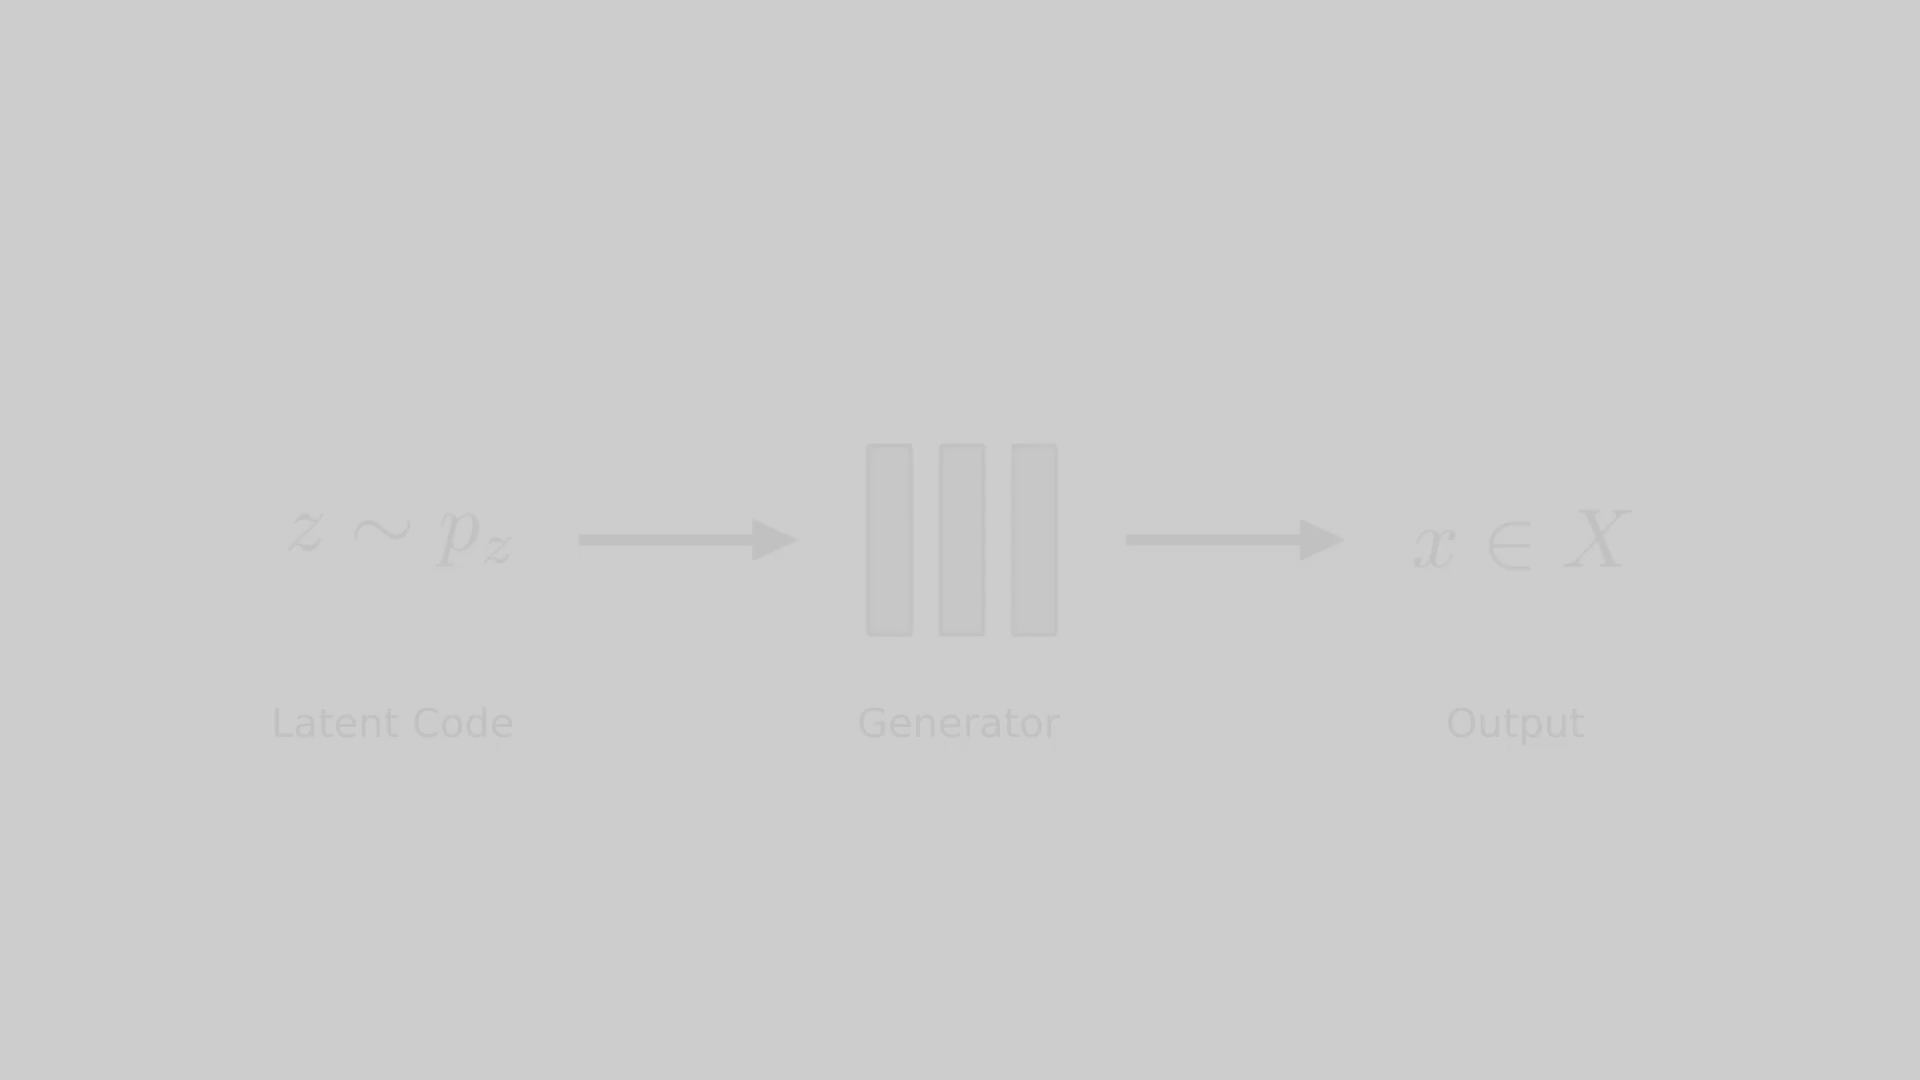 z ∼ p_z
x ∈ X
Latent Code
Generator
Output